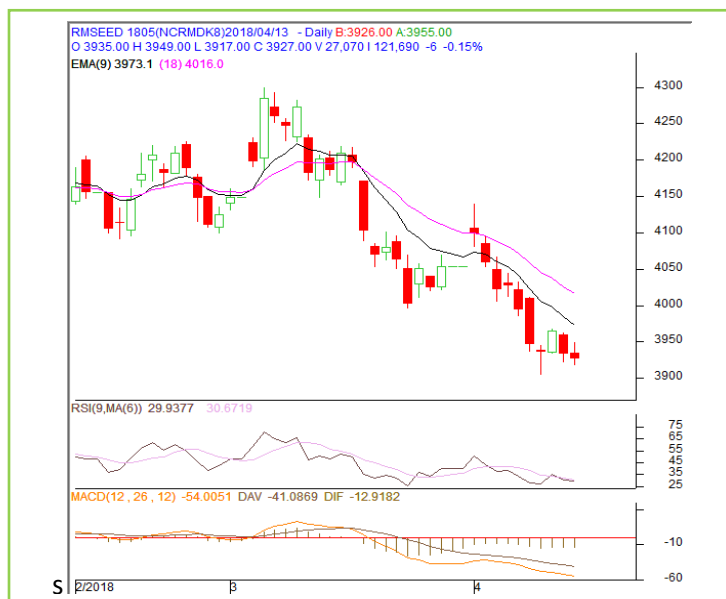 RMSEED 1805(NCRMDK8)2018/04/13 - Daily B:3926.00 A:3955.00
O 3935.00 H 3949.00 L 3917.00 C 3927.00 V 27,070 I 121,690 -6 -0.15%
EMA(9) 3973.1 (18) 4016.0
4300
4250
4200
4150
4100
4050
4000
3950
3900
RSI(9,MA(6)) 29.9377 30.6719
75
65
55
45
35
25
MACD(12 , 26 , 12) -54.0051 DAV -41.0869 DIF -12.9182
-10
-60
S 2/2018 3 4